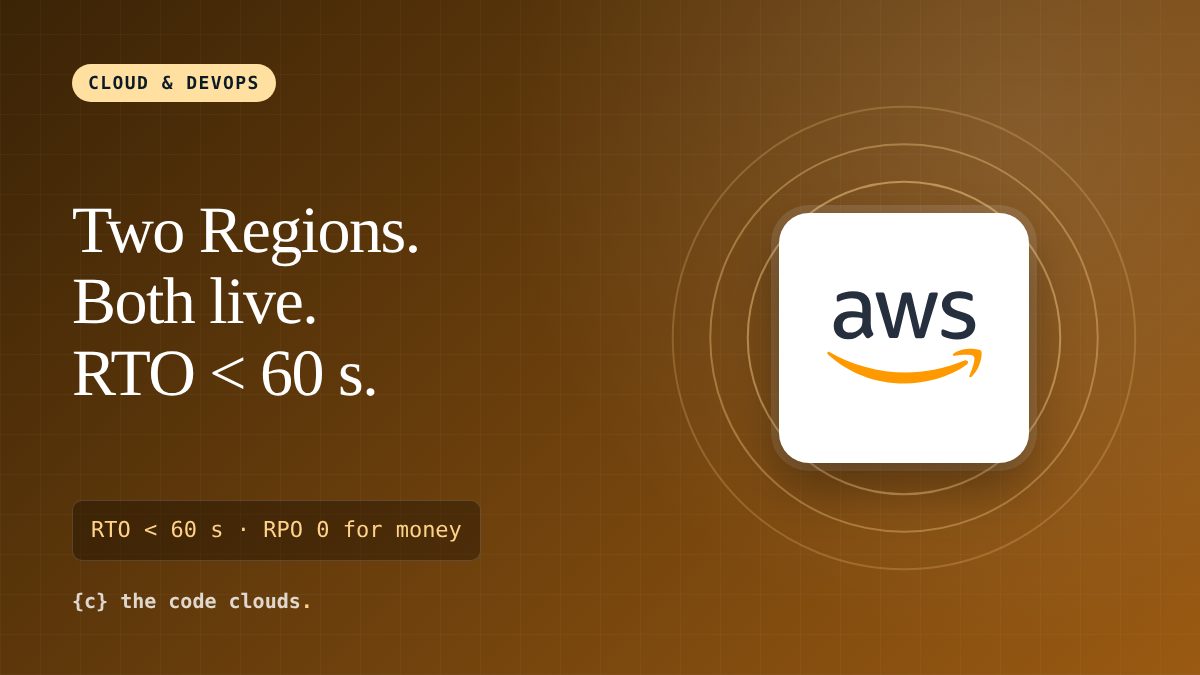 CLOUD & DEVOPS
Two Regions.
Both live.
RTO < 60 s.
aws
RTO < 60 s · RPO 0 for money
{c} the code clouds.